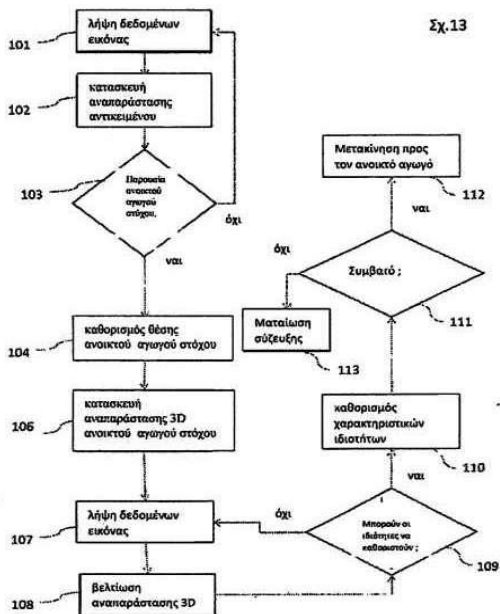 Σχ.13
101
λήψη δεδομένων
εικόνας
102
κατασκευή
αναπαράστασης
αντικειμένου
103
Παρουσία
ανοικτού
αγωγού
στόχου,
όχι
ναι
104
καθορισμός θέσης
ανοικτού αγωγού στόχου
106
κατασκευή
αναπαράστασης 3D
ανοικτού αγωγού στόχου
107
λήψη δεδομένων
εικόνας
108
βελτίωση
αναπαράστασης 3D
όχι
Μπορούν οι
ιδιότητες να
καθοριστούν ;
109
ναι
καθορισμός
χαρακτηριστικών
ιδιοτήτων
110
Συμβατό ;
111
όχι
ναι
Ματαίωση
σύζευξης
113
Μετακίνηση προς
τον ανοικτό αγωγό
112